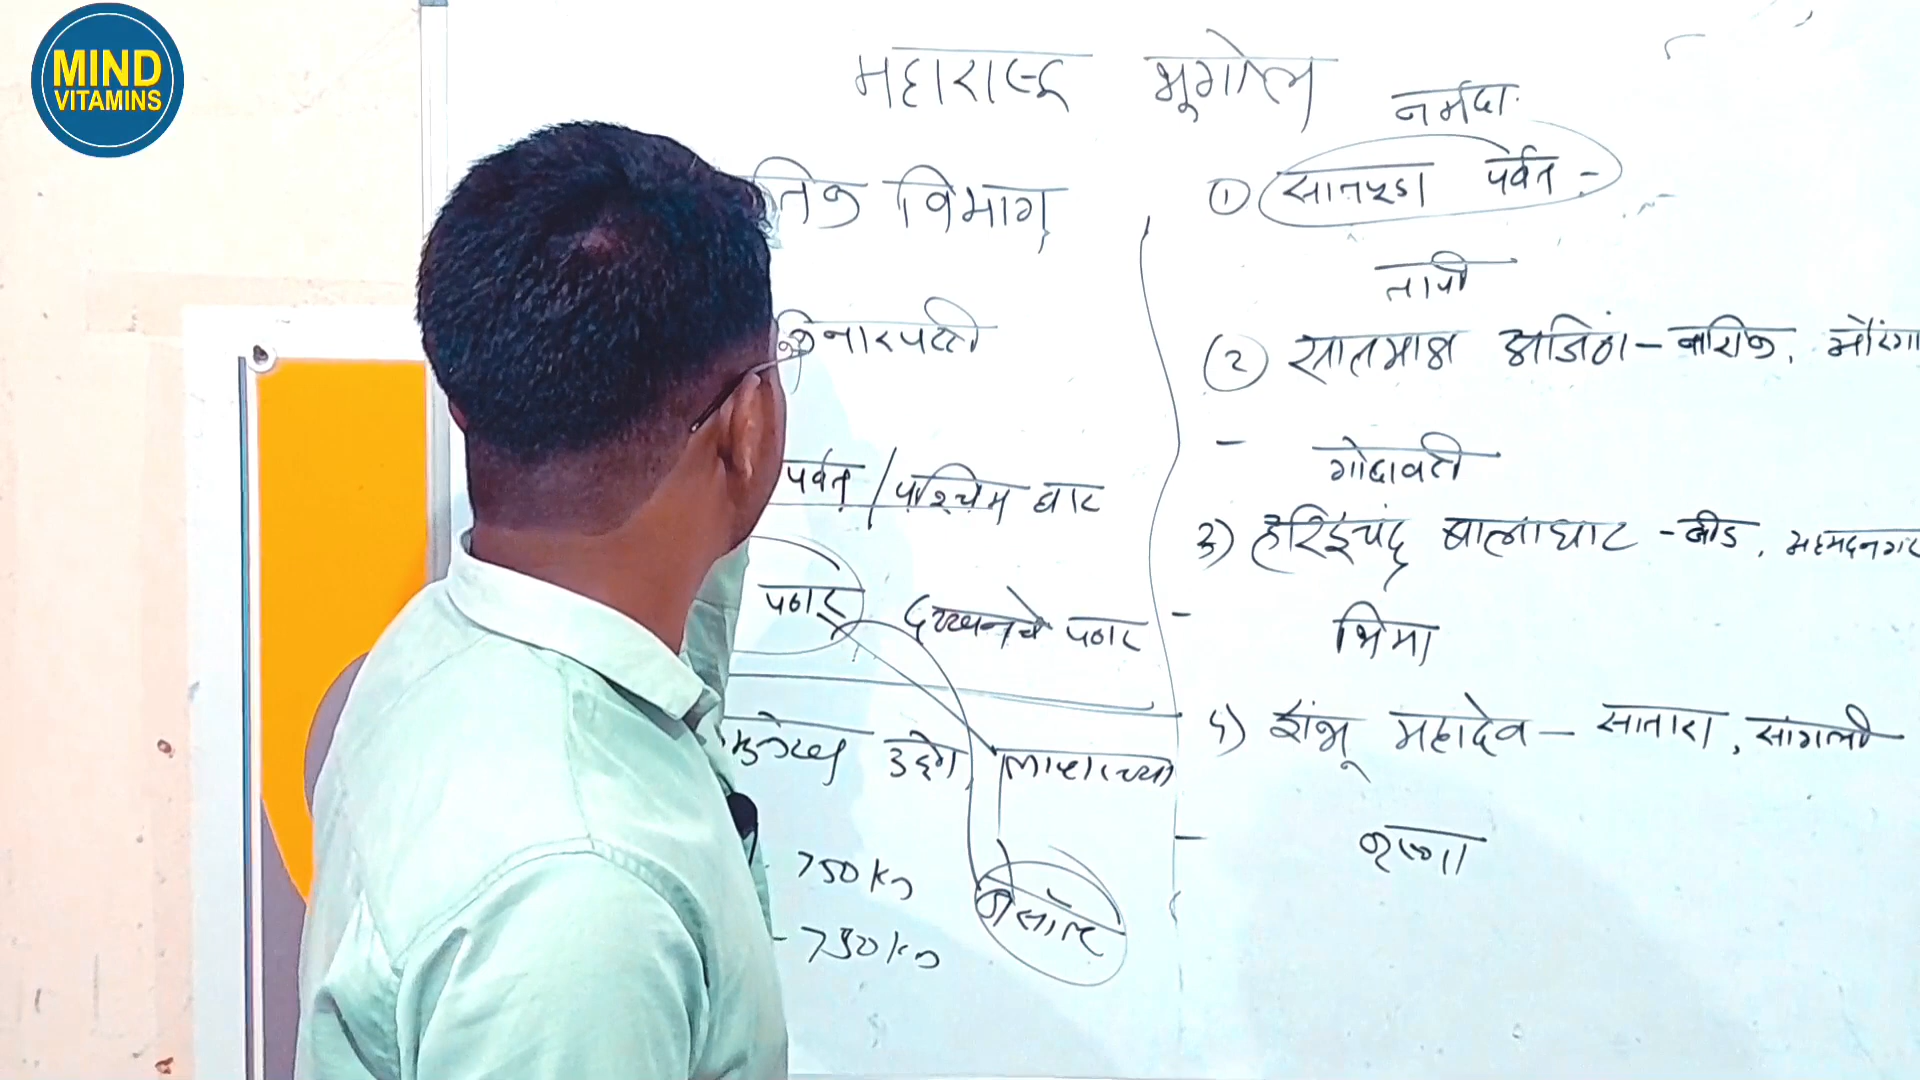 MIND
VITAMINS
महाराष्ट्र भूगोल
विभाग
किनारपट्टी
पर्वत / पश्चिम घाट
पठार दख्खनचे पठार
उद्रेग लाव्हारच्या
750 km
- 750 km
बेसॉल्ट
नर्मदा
① सातपुडा पर्वत -
तापी
② सातमाळा अजिंठा - नाशिक, औरंगा
- गोदावरी
3) हरिश्चंद्र बालाघाट - बीड, अहमदनगर
- भिमा
4) शंभू महादेव - सातारा, सांगली
- कृष्णा